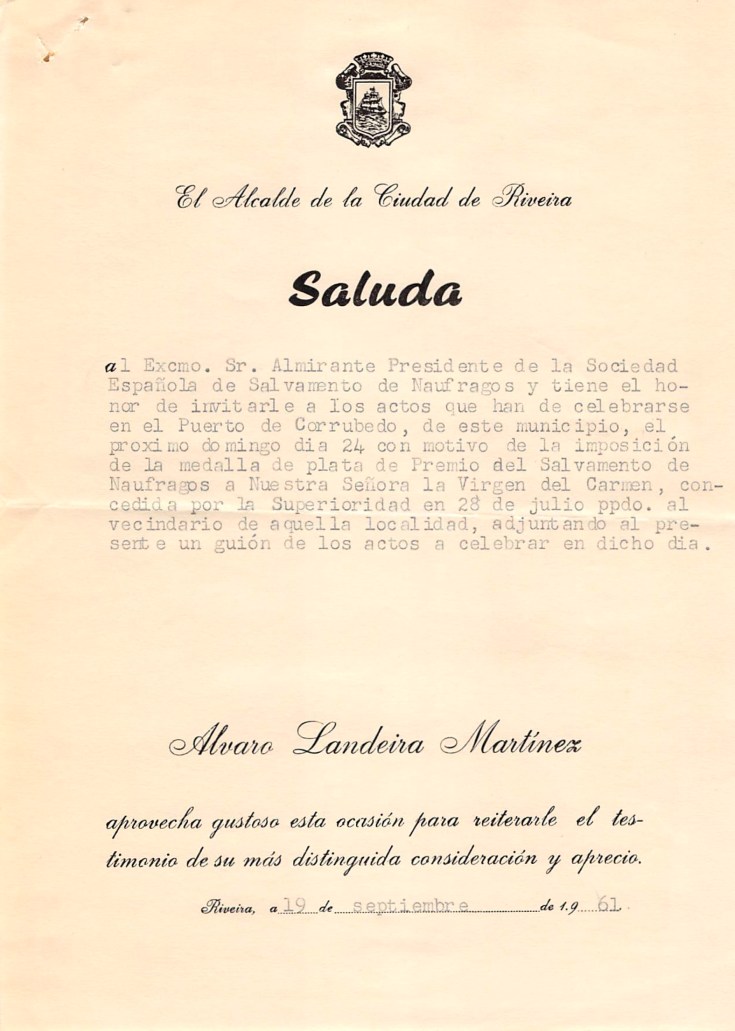 El Alcalde de la Ciudad de Riveira
Saluda
al Excmo. Sr. Almirante Presidente de la Sociedad
Española de Salvamento de Naufragos y tiene el ho-
nor de invitarle a los actos que han de celebrarse
en el Puerto de Corrubedo, de este municipio, el
proximo domingo dia 24 con motivo de la imposición
de la medalla de plata de Premio del Salvamento de
Naufragos a Nuestra Señora la Virgen del Carmen, con-
cedida por la Superioridad en 28 de julio ppdo. al
vecindario de aquella localidad, adjuntando al pre-
sente un guión de los actos a celebrar en dicho dia.
Alvaro Landeira Martínez
aprovecha gustoso esta ocasión para reiterarle el tes-
timonio de su más distinguida consideración y aprecio.
Riveira, a 19 de septiembre de 1.9 61.